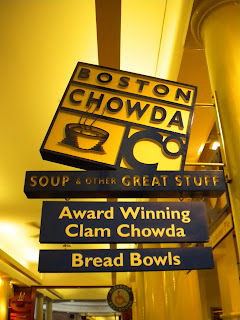 BOSTON
CHOWDA
Co
SOUP & OTHER GREAT STUFF
Award Winning
Clam Chowda
Bread Bowls